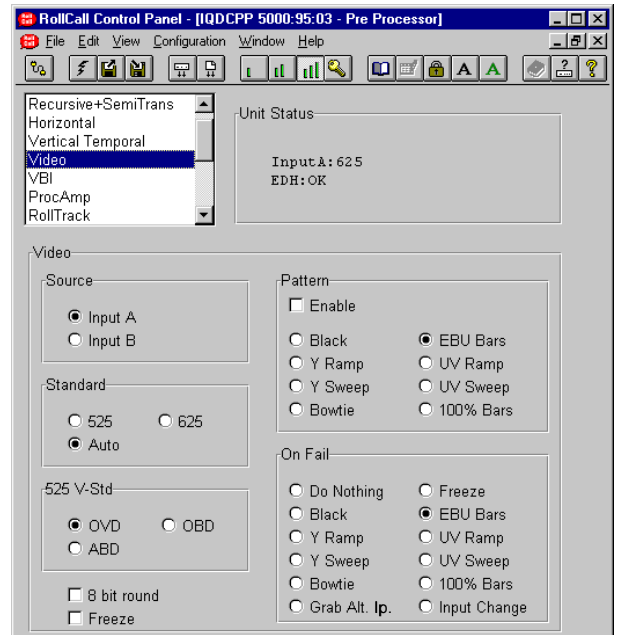 RollCall Control Panel - [IQDCPP 5000:95:03 - Pre Processor]
File Edit View Configuration Window Help
A A
Recursive+SemiTrans
Horizontal
Vertical Temporal
Video
VBI
ProcAmp
RollTrack
Unit Status
InputA:625
EDH:OK
Video
Source
Input A
Input B
Standard
525 625
Auto
525 V-Std
OVD OBD
ABD
8 bit round
Freeze
Pattern
Enable
Black EBU Bars
Y Ramp UV Ramp
Y Sweep UV Sweep
Bowtie 100% Bars
On Fail
Do Nothing Freeze
Black EBU Bars
Y Ramp UV Ramp
Y Sweep UV Sweep
Bowtie 100% Bars
Grab Alt. Ip. Input Change